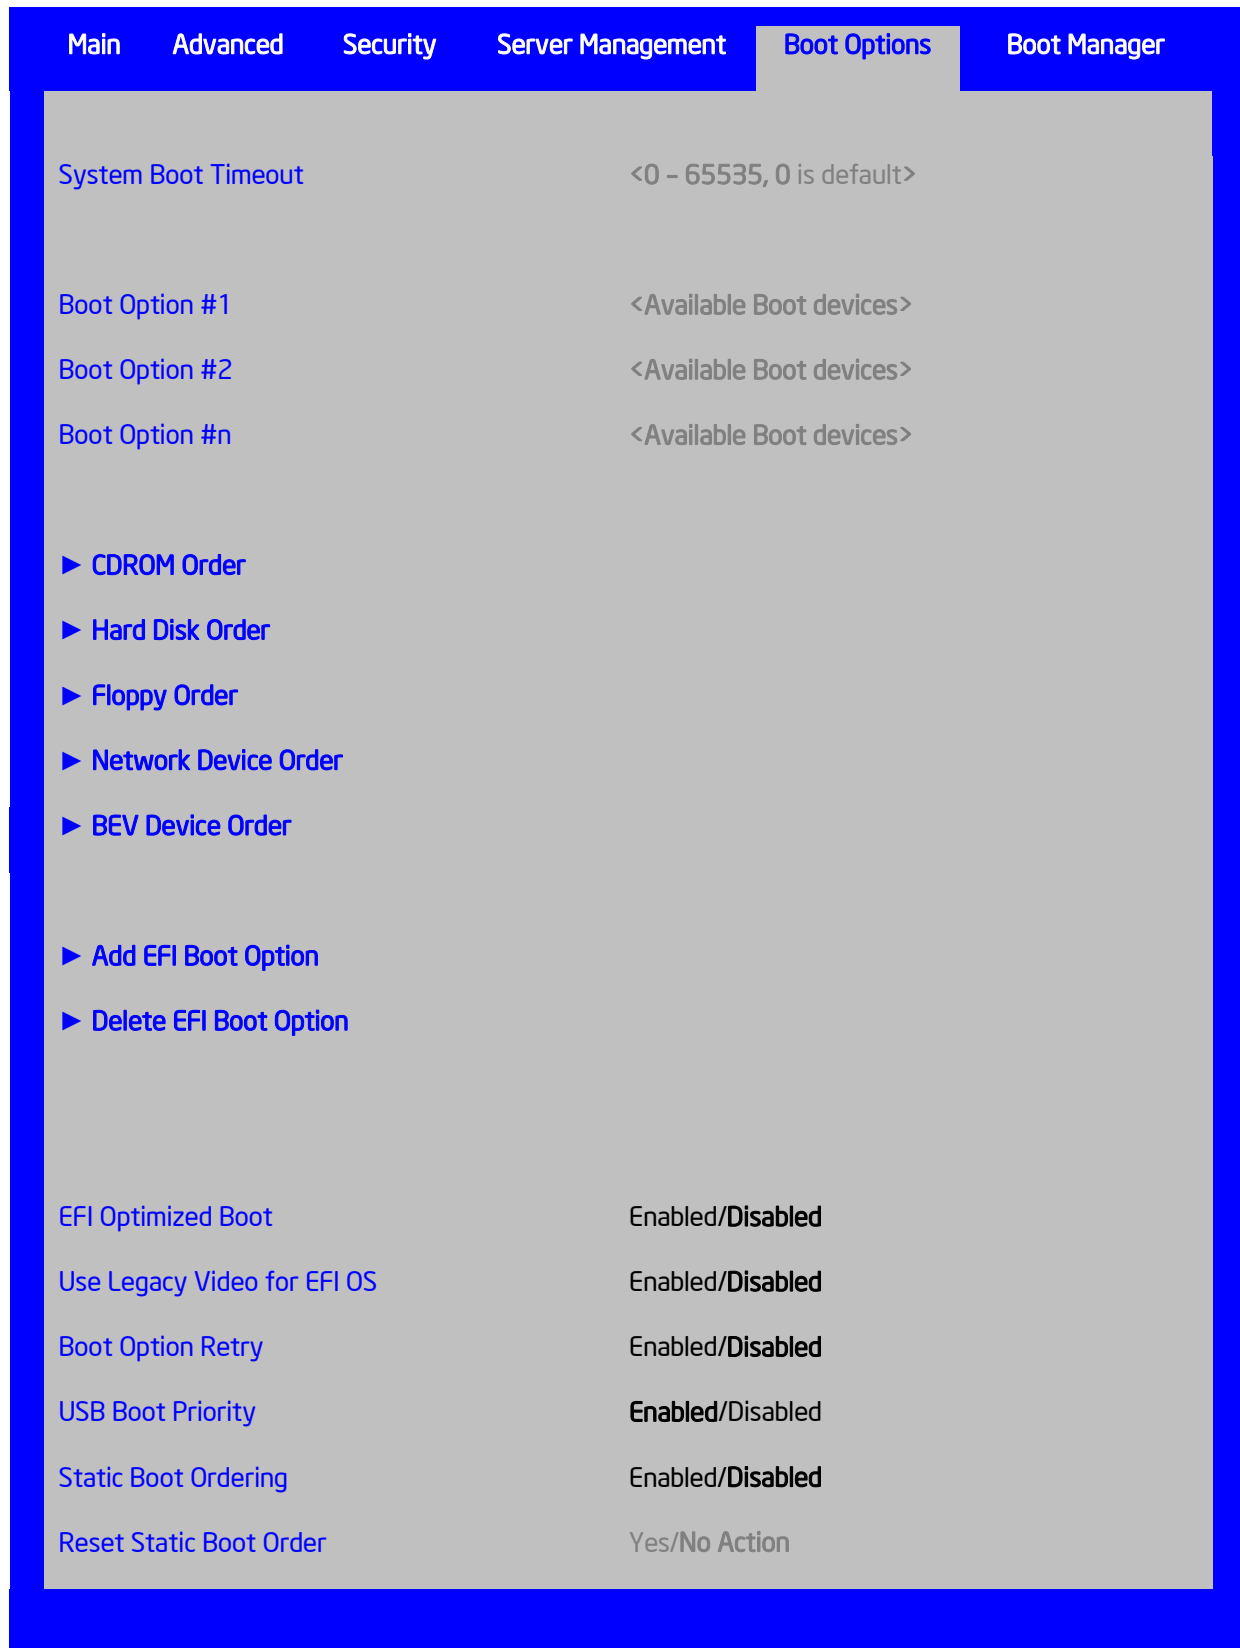 Main Advanced Security Server Management Boot Options Boot Manager
System Boot Timeout <0 – 65535, 0 is default>
Boot Option #1 <Available Boot devices>
Boot Option #2 <Available Boot devices>
Boot Option #n <Available Boot devices>
► CDROM Order
► Hard Disk Order
► Floppy Order
► Network Device Order
► BEV Device Order
► Add EFI Boot Option
► Delete EFI Boot Option
EFI Optimized Boot Enabled/Disabled
Use Legacy Video for EFI OS Enabled/Disabled
Boot Option Retry Enabled/Disabled
USB Boot Priority Enabled/Disabled
Static Boot Ordering Enabled/Disabled
Reset Static Boot Order Yes/No Action